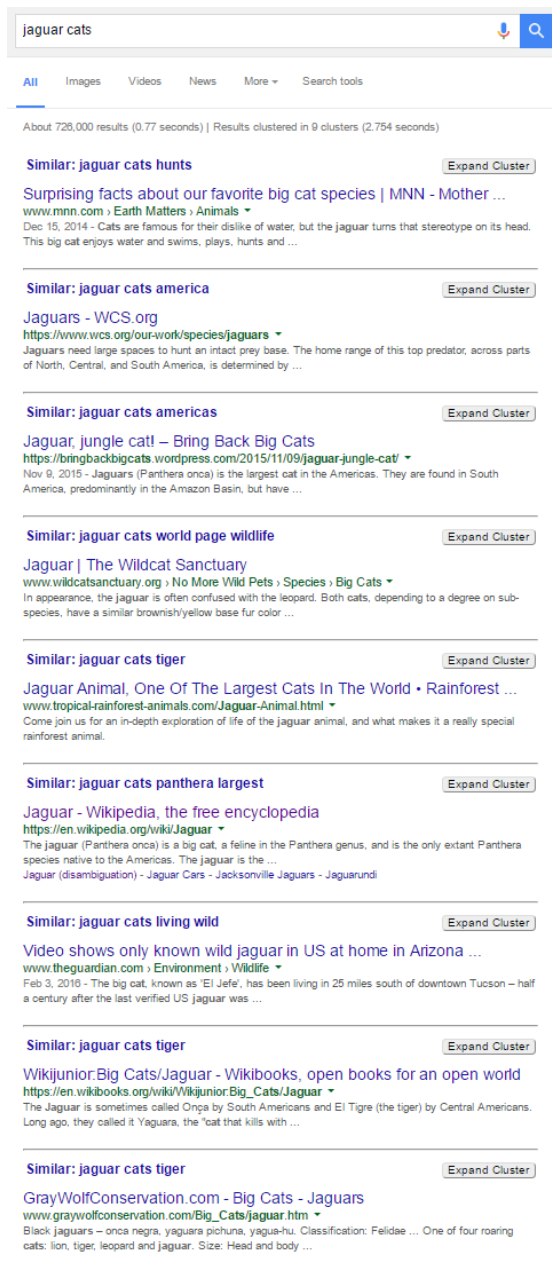 jaguar cats
All Images Videos News More Search tools
About 726,000 results (0.77 seconds) | Results clustered in 9 clusters (2.754 seconds)
Similar: jaguar cats hunts Expand Cluster
Surprising facts about our favorite big cat species | MNN - Mother ...
www.mnn.com › Earth Matters › Animals
Dec 15, 2014 - Cats are famous for their dislike of water, but the jaguar turns that stereotype on its head.
This big cat enjoys water and swims, plays, hunts and ...
Similar: jaguar cats america Expand Cluster
Jaguars - WCS.org
https://www.wcs.org/our-work/species/jaguars
Jaguars need large spaces to hunt an intact prey base. The home range of this top predator, across parts
of North, Central, and South America, is determined by ...
Similar: jaguar cats americas Expand Cluster
Jaguar, jungle cat! – Bring Back Big Cats
https://bringbackbigcats.wordpress.com/2015/11/09/jaguar-jungle-cat/
Nov 9, 2015 - Jaguars (Panthera onca) is the largest cat in the Americas. They are found in South
America, predominantly in the Amazon Basin, but have ...
Similar: jaguar cats world page wildlife Expand Cluster
Jaguar | The Wildcat Sanctuary
www.wildcatsanctuary.org › No More Wild Pets › Species › Big Cats
In appearance, the jaguar is often confused with the leopard. Both cats, depending to a degree on sub-
species, have a similar brownish/yellow base fur color ...
Similar: jaguar cats tiger Expand Cluster
Jaguar Animal, One Of The Largest Cats In The World • Rainforest ...
www.tropical-rainforest-animals.com/Jaguar-Animal.html
Come join us for an in-depth exploration of life of the jaguar animal, and what makes it a really special
rainforest animal.
Similar: jaguar cats panthera largest Expand Cluster
Jaguar - Wikipedia, the free encyclopedia
https://en.wikipedia.org/wiki/Jaguar
The jaguar (Panthera onca) is a big cat, a feline in the Panthera genus, and is the only extant Panthera
species native to the Americas. The jaguar is the ...
Jaguar (disambiguation) - Jaguar Cars - Jacksonville Jaguars - Jaguarundi
Similar: jaguar cats living wild Expand Cluster
Video shows only known wild jaguar in US at home in Arizona ...
www.theguardian.com › Environment › Wildlife
Feb 3, 2016 - The big cat, known as 'El Jefe', has been living in 25 miles south of downtown Tucson – half
a century after the last verified US jaguar was ...
Similar: jaguar cats tiger Expand Cluster
Wikijunior:Big Cats/Jaguar - Wikibooks, open books for an open world
https://en.wikibooks.org/wiki/Wikijunior:Big_Cats/Jaguar
The Jaguar is sometimes called Onça by South Americans and El Tigre (the tiger) by Central Americans.
Long ago, they called it Yaguara, the "cat that kills with ...
Similar: jaguar cats tiger Expand Cluster
GrayWolfConservation.com - Big Cats - Jaguars
www.graywolfconservation.com/Big_Cats/jaguar.htm
Black jaguars – onca negra, yaguara pichuna, yagua-hu. Classification: Felidae ... One of four roaring
cats: lion, tiger, leopard and jaguar. Size: Head and body ...